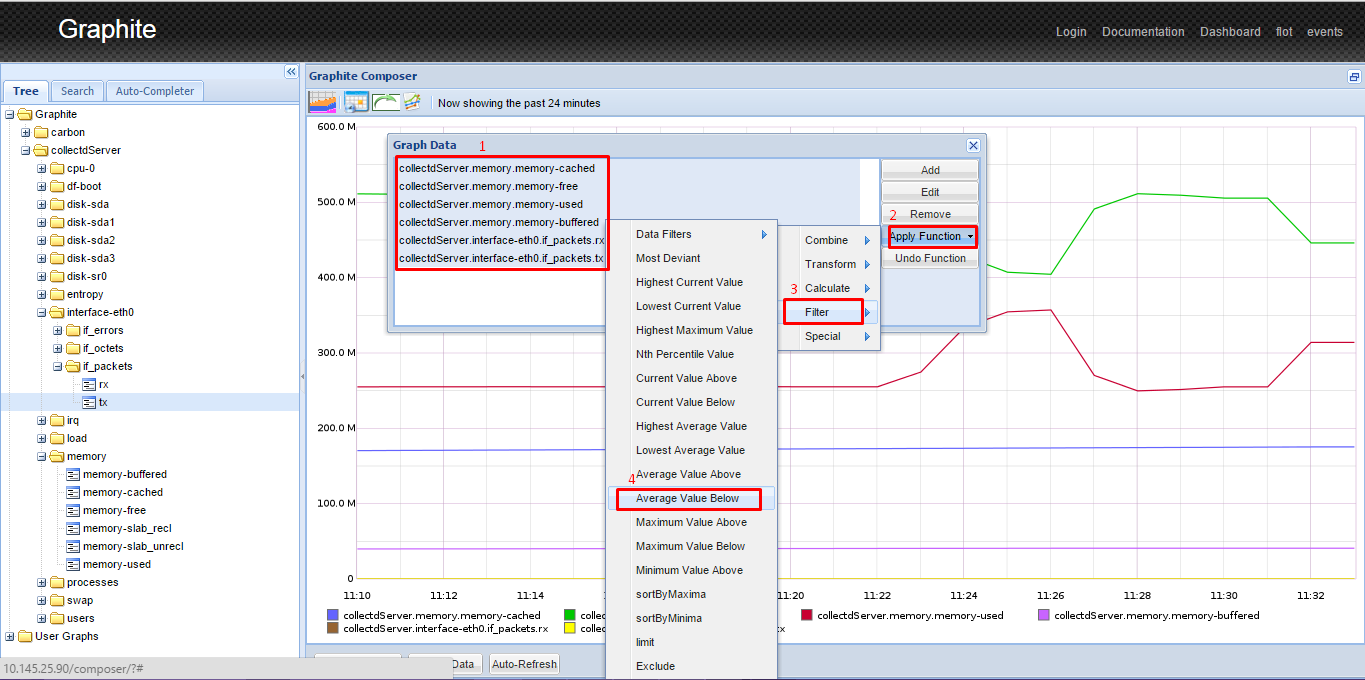 Graphite
Login Documentation Dashboard flot events
Tree Search Auto-Completer
Graphite
carbon
collectdServer
cpu-0
df-boot
disk-sda
disk-sda1
disk-sda2
disk-sda3
disk-sr0
entropy
interface-eth0
if_errors
if_octets
if_packets
rx
tx
irq
load
memory
memory-buffered
memory-cached
memory-free
memory-slab_recl
memory-slab_unrecl
memory-used
processes
swap
users
User Graphs
10.145.25.90/composer/?#
Graphite Composer
Now showing the past 24 minutes
600.0 M
500.0 M
400.0 M
300.0 M
200.0 M
100.0 M
0
Graph Data 1
collectdServer.memory.memory-cached
collectdServer.memory.memory-free
collectdServer.memory.memory-used
collectdServer.memory.memory-buffered
collectdServer.interface-eth0.if_packets.rx
collectdServer.interface-eth0.if_packets.tx
Add
Edit
2 Remove
Apply Function
Undo Function
Combine
Transform
3 Calculate
Filter
Special
Data Filters
Most Deviant
Highest Current Value
Lowest Current Value
Highest Maximum Value
Nth Percentile Value
Current Value Above
Current Value Below
Highest Average Value
Lowest Average Value
Average Value Above
4
Average Value Below
Maximum Value Above
Maximum Value Below
Minimum Value Above
sortByMaxima
sortByMinima
limit
Exclude
11:10 11:12 11:14 11:20 11:22 11:24 11:26 11:28 11:30 11:32
collectdServer.memory.memory-cached collec collectdServer.memory.memory-used collectdServer.memory.memory-buffered
collectdServer.interface-eth0.if_packets.rx collec tx
Data Auto-Refresh